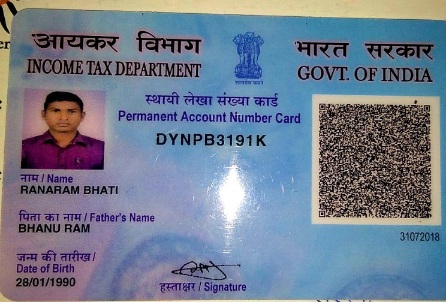 आयकर विभाग
INCOME TAX DEPARTMENT
भारत सरकार
GOVT. OF INDIA
स्थायी लेखा संख्या कार्ड
Permanent Account Number Card
DYNPB3191K
नाम / Name
RANARAM BHATI
पिता का नाम / Father's Name
BHANU RAM
जन्म की तारीख /
Date of Birth
28/01/1990
हस्ताक्षर / Signature
31072018